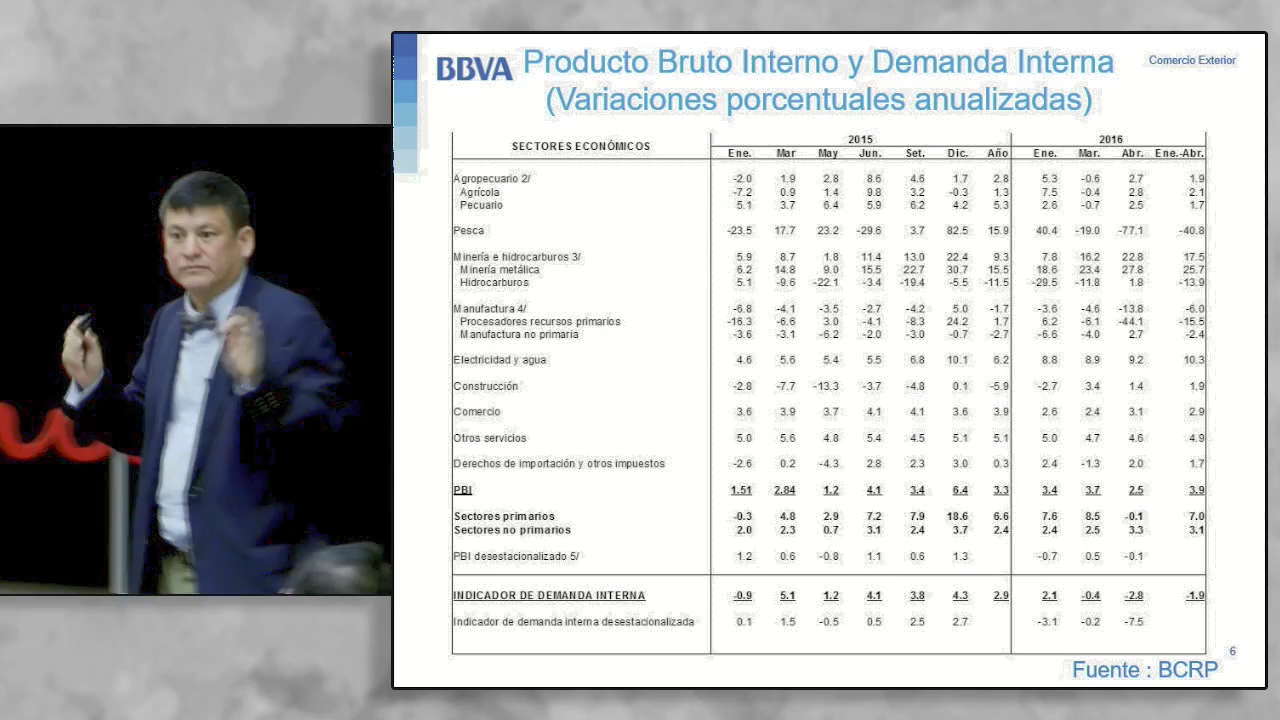 BBVA
Producto Bruto Interno y Demanda Interna
(Variaciones porcentuales anualizadas)
Comercio Exterior
SECTORES ECONÓMICOS 2015 2016
Ene. Mar May Jun. Set. Dic. Año Ene. Mar. Abr. Ene.-Abr.
Agropecuario 2/ -2.0 1.9 2.8 8.6 4.6 1.7 2.8 5.3 -0.6 2.7 1.9
Agrícola -7.2 0.9 1.4 9.8 3.2 -0.3 1.3 7.5 -0.4 2.8 2.1
Pecuario 5.1 3.7 6.4 5.9 6.2 4.2 5.3 2.6 -0.7 2.5 1.7
Pesca -23.5 17.7 23.2 -29.6 3.7 82.5 15.9 40.4 -19.0 -77.1 -40.8
Minería e hidrocarburos 3/ 5.9 8.7 1.8 11.4 13.0 22.4 9.3 7.8 16.2 22.8 17.5
Minería metálica 6.2 14.8 9.0 15.5 22.7 30.7 15.5 18.6 23.4 27.8 25.7
Hidrocarburos 5.1 -9.6 -22.1 -3.4 -19.4 -5.5 -11.5 -29.5 -11.8 1.8 -13.9
Manufactura 4/ -6.8 -4.1 -3.5 -2.7 -4.2 5.0 -1.7 -3.6 -4.6 -13.8 -6.0
Procesadores recursos primarios -16.3 -6.6 3.0 -4.1 -8.3 24.2 1.7 6.2 -6.1 -44.1 -15.5
Manufactura no primaria -3.6 -3.1 -6.2 -2.0 -3.0 -0.7 -2.7 -6.6 -4.0 2.7 -2.4
Electricidad y agua 4.6 5.6 5.4 5.5 6.8 10.1 6.2 8.8 8.9 9.2 10.3
Construcción -2.8 -7.7 -13.3 -3.7 -4.8 0.1 -5.9 -2.7 3.4 1.4 1.9
Comercio 3.6 3.9 3.7 4.1 4.1 3.6 3.9 2.6 2.4 3.1 2.9
Otros servicios 5.0 5.6 4.8 5.4 4.5 5.1 5.1 5.0 4.7 4.6 4.9
Derechos de importación y otros impuestos -2.6 0.2 -4.3 2.8 2.3 3.0 0.3 2.4 -1.3 2.0 1.7
PBI 1.51 2.84 1.2 4.1 3.4 6.4 3.3 3.4 3.7 2.5 3.9
Sectores primarios -0.3 4.8 2.9 7.2 7.9 18.6 6.6 7.6 8.5 -0.1 7.0
Sectores no primarios 2.0 2.3 0.7 3.1 2.4 3.7 2.4 2.4 2.5 3.3 3.1
PBI desestacionalizado 5/ 1.2 0.6 -0.8 1.1 0.6 1.3 -0.7 0.5 -0.1
INDICADOR DE DEMANDA INTERNA -0.9 5.1 1.2 4.1 3.8 4.3 2.9 2.1 -0.4 -2.8 -1.9
Indicador de demanda interna desestacionalizada 0.1 1.5 -0.5 0.5 2.5 2.7 -3.1 -0.2 -7.5
6
Fuente : BCRP